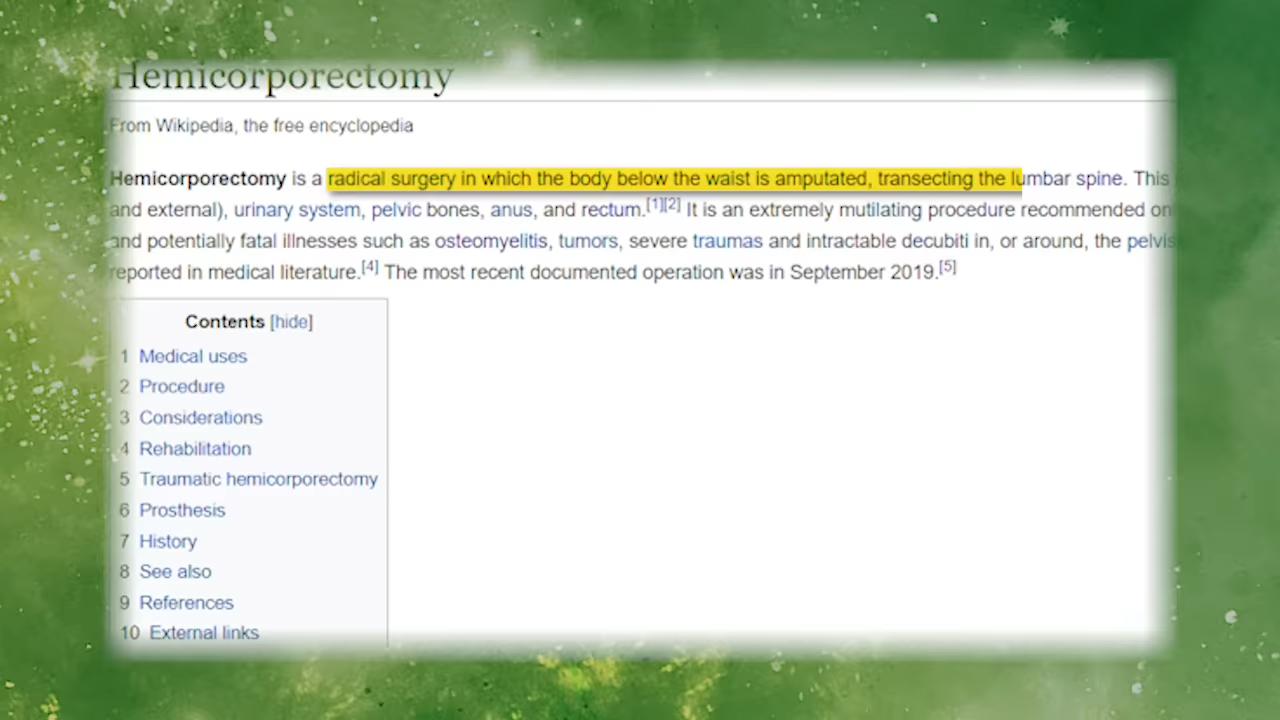 Hemicorporectomy
From Wikipedia, the free encyclopedia
Hemicorporectomy is a radical surgery in which the body below the waist is amputated, transecting the lumbar spine. This
and external), urinary system, pelvic bones, anus, and rectum.[1][2] It is an extremely mutilating procedure recommended on
and potentially fatal illnesses such as osteomyelitis, tumors, severe traumas and intractable decubiti in, or around, the pelvis
reported in medical literature.[4] The most recent documented operation was in September 2019.[5]
Contents [hide]
1 Medical uses
2 Procedure
3 Considerations
4 Rehabilitation
5 Traumatic hemicorporectomy
6 Prosthesis
7 History
8 See also
9 References
10 External links